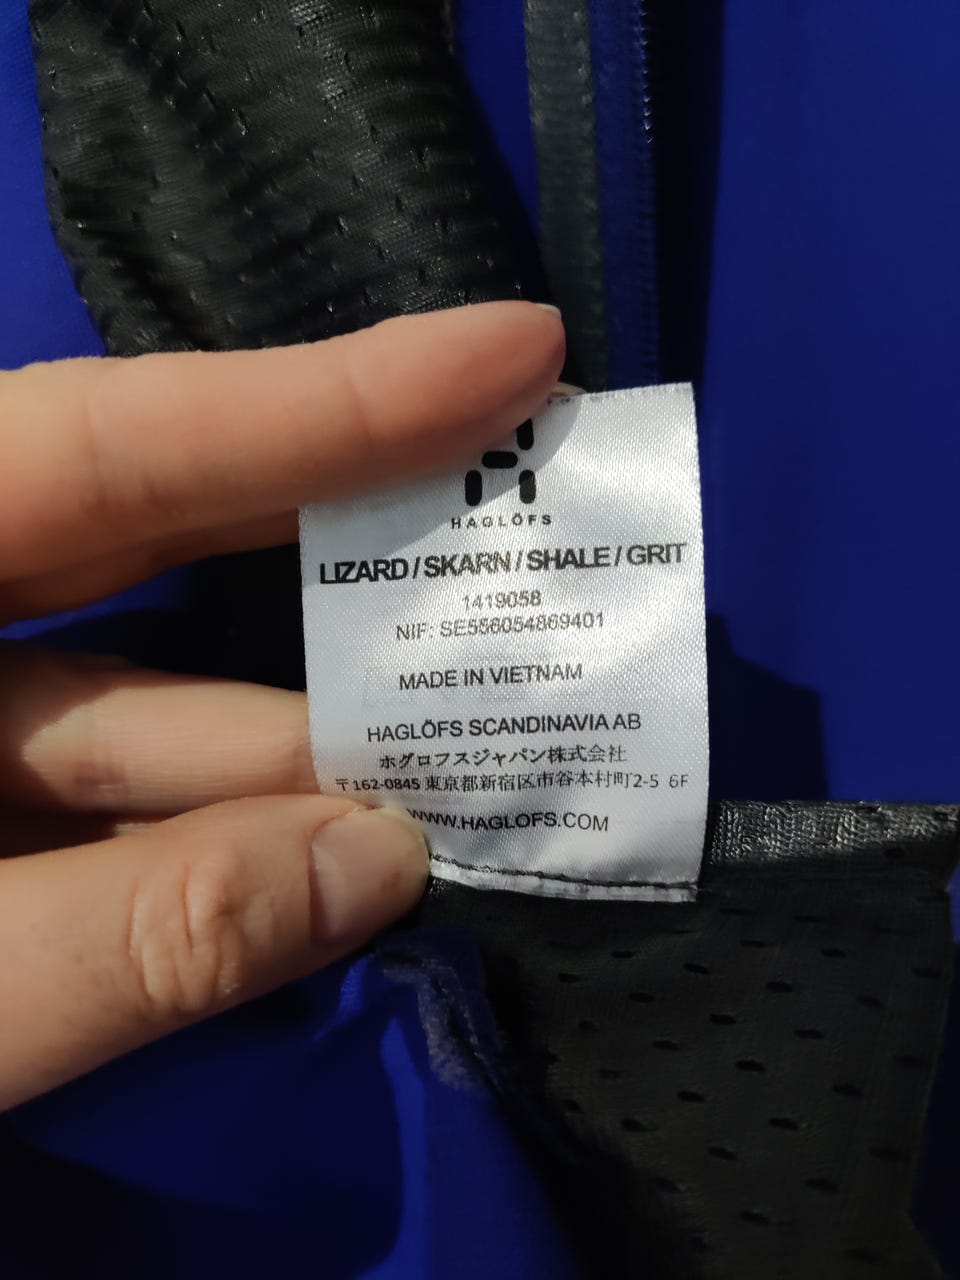 HAGLÖFS
LIZARD / SKARN / SHALE / GRIT
1419058
NIF: SE556054869401
MADE IN VIETNAM
HAGLÖFS SCANDINAVIA AB
ホグロフスジャパン株式会社
〒162-0845 東京都新宿区市谷本村町2-5 6F
WWW.HAGLOFS.COM